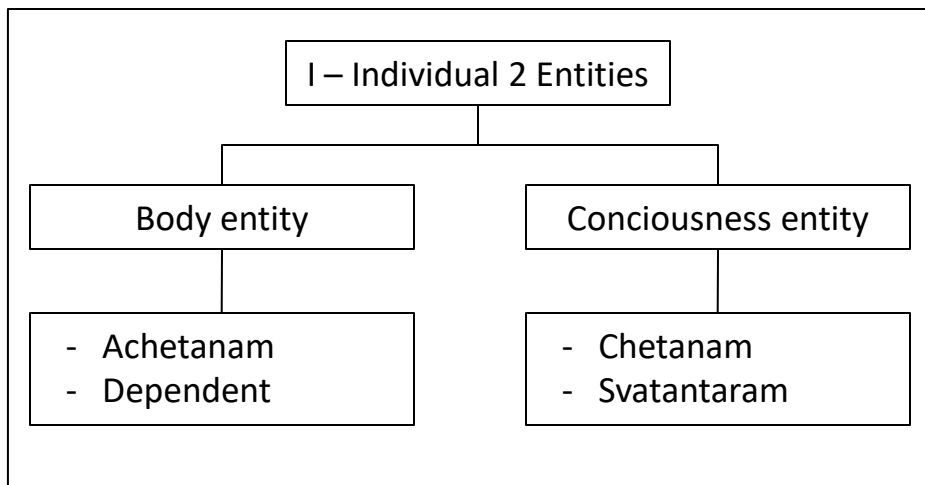 I – Individual 2 Entities
Body entity
Conciousness entity
- Achetanam
- Dependent
- Chetanam
- Svatantaram